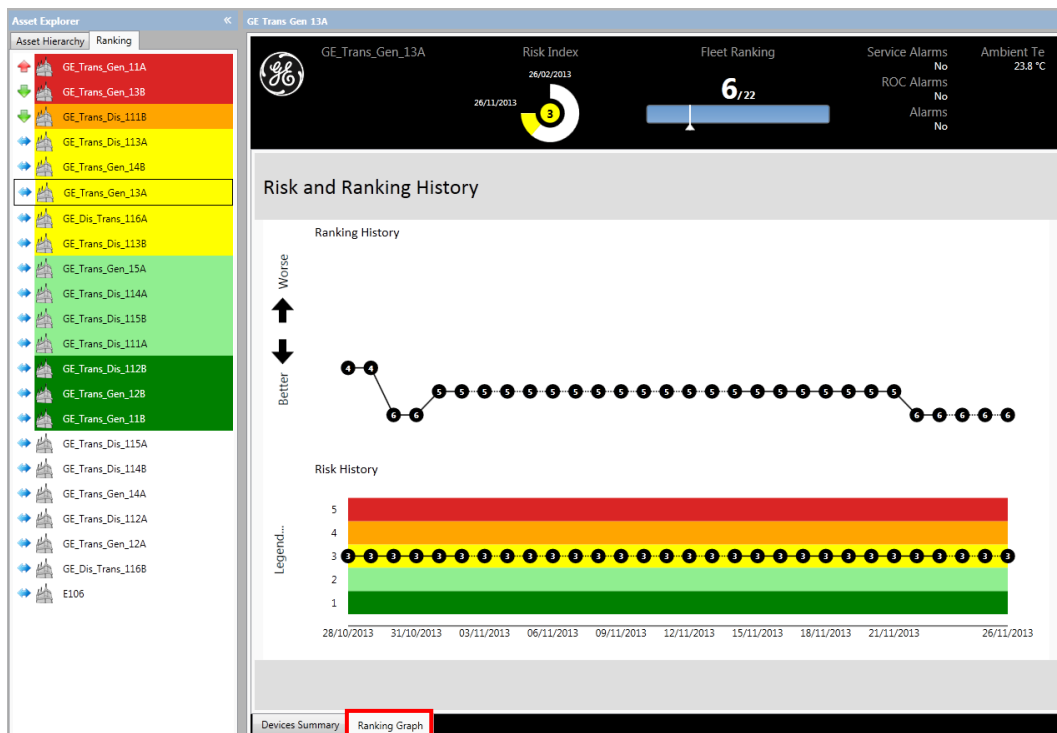 Asset Explorer «
Asset Hierarchy Ranking
GE_Trans_Gen_11A
GE_Trans_Gen_13B
GE_Trans_Dis_111B
GE_Trans_Dis_113A
GE_Trans_Gen_14B
GE_Trans_Gen_13A
GE_Dis_Trans_116A
GE_Trans_Dis_113B
GE_Trans_Gen_15A
GE_Trans_Dis_114A
GE_Trans_Dis_115B
GE_Trans_Dis_111A
GE_Trans_Dis_112B
GE_Trans_Gen_12B
GE_Trans_Gen_11B
GE_Trans_Dis_115A
GE_Trans_Dis_114B
GE_Trans_Gen_14A
GE_Trans_Dis_112A
GE_Trans_Gen_12A
GE_Dis_Trans_116B
E106
GE Trans Gen 13A
GE
GE_Trans_Gen_13A
Risk Index
26/02/2013
26/11/2013
3
Fleet Ranking
6/22
Service Alarms
No
ROC Alarms
No
Alarms
No
Ambient Te
23.8 °C
Risk and Ranking History
Ranking History
Worse
Better
4 4 6 6 5 5 5 5 5 5 5 5 5 5 5 5 5 5 5 5 5 5 5 5 5 6 6 6 6 6
Risk History
Legend...
5
4
3 3 3 3 3 3 3 3 3 3 3 3 3 3 3 3 3 3 3 3 3 3 3 3 3 3 3 3 3 3 3
2
1
28/10/2013 31/10/2013 03/11/2013 06/11/2013 09/11/2013 12/11/2013 15/11/2013 18/11/2013 21/11/2013 26/11/2013
Devices Summary Ranking Graph